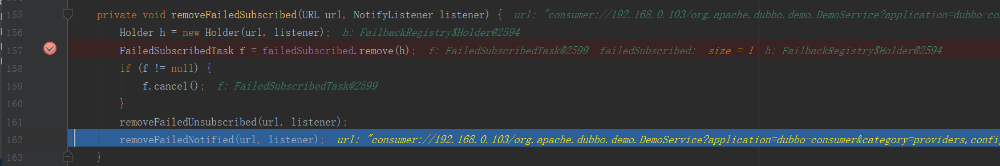 155 private void removeFailedSubscribed(URL url, NotifyListener listener) { url: "consumer://192.168.0.103/org.apache.dubbo.demo.DemoService?application=dubbo-co
156 Holder h = new Holder(url, listener); h: FailbackRegistry$Holder@2594
157 FailedSubscribedTask f = failedSubscribed.remove(h); f: FailedSubscribedTask@2599 failedSubscribed: size = 1 h: FailbackRegistry$Holder@2594
158 if (f != null) {
159 f.cancel(); f: FailedSubscribedTask@2599
160 }
161 removeFailedUnsubscribed(url, listener);
162 removeFailedNotified(url, listener); url: "consumer://192.168.0.103/org.apache.dubbo.demo.DemoService?application=dubbo-consumer&category=providers,config
163 }